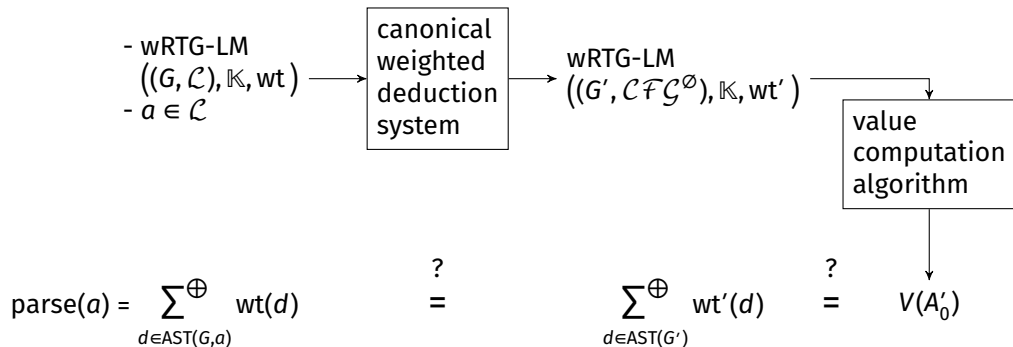 - wRTG-LM
((G, ℒ), 𝕂, wt)
- a ∈ ℒ
canonical
weighted
deduction
system
wRTG-LM
((G′, 𝒞ℱ𝒢^∅), 𝕂, wt′)
value
computation
algorithm
? ?
parse(a) = ∑^⊕ wt(d) = ∑^⊕ wt′(d) = V(A′₀)
d∈AST(G,a) d∈AST(G′)